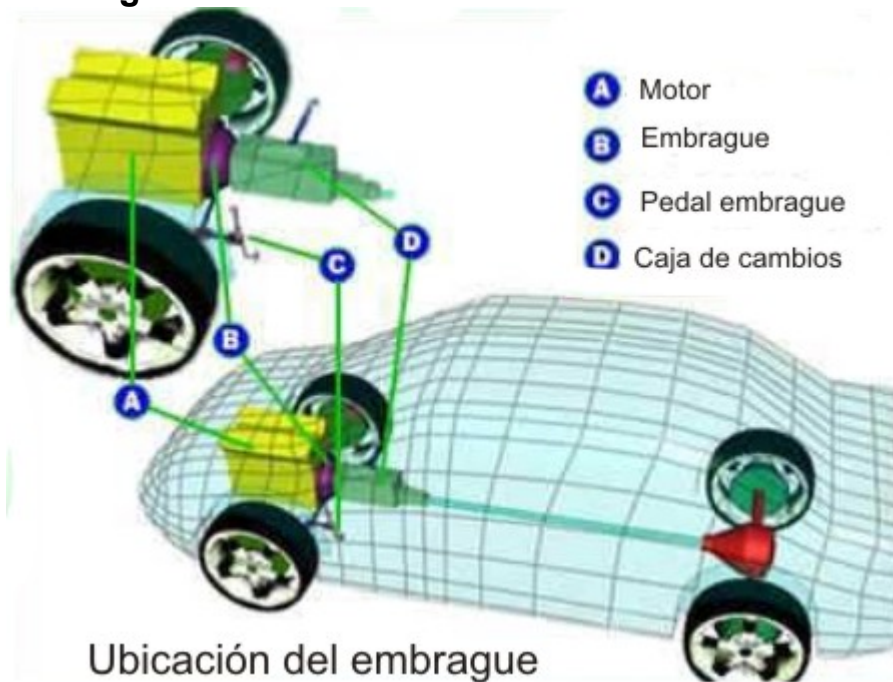 A Motor
B Embrague
C Pedal embrague
D Caja de cambios
D
C
B
A
Ubicación del embrague